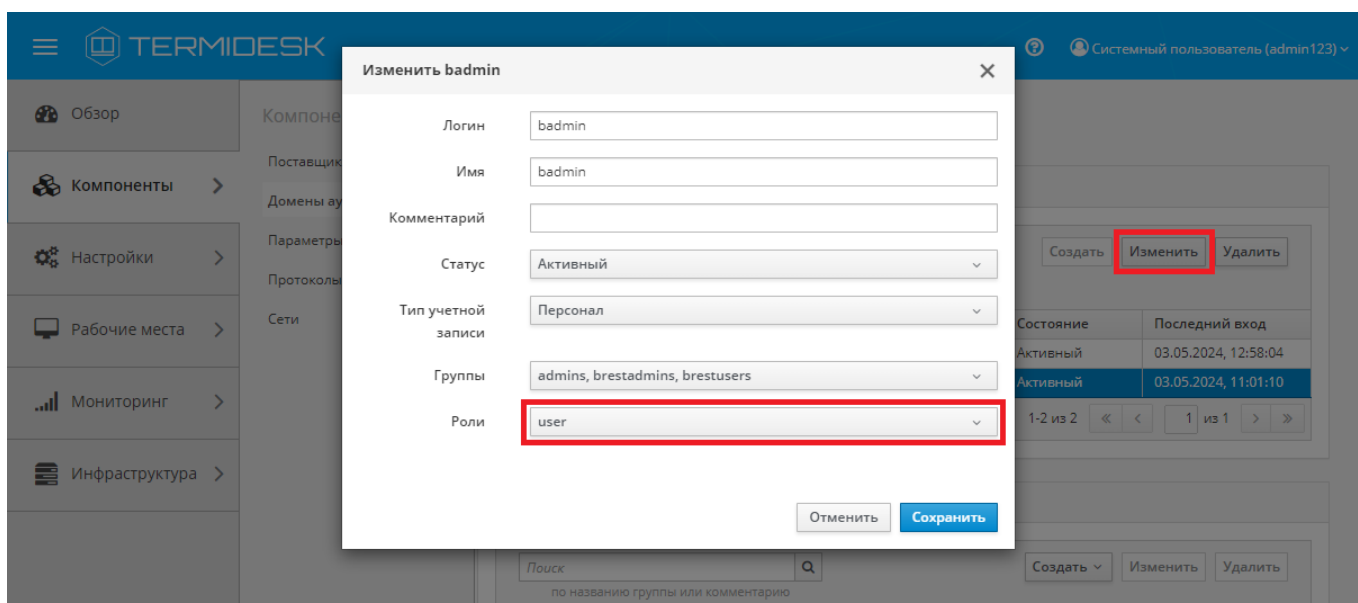 TERMIDESK
Системный пользователь (admin123)
Изменить badmin
Обзор
Компоненты
Настройки
Рабочие места
Мониторинг
Инфраструктура
Компоне
Поставщик
Домены ау
Параметры
Протоколы
Сети
Логин badmin
Имя badmin
Комментарий
Статус Активный
Тип учетной
записи
Персонал
Группы admins, brestadmins, brestusers
Роли user
Отменить Сохранить
Создать Изменить Удалить
Состояние Последний вход
Активный 03.05.2024, 12:58:04
Активный 03.05.2024, 11:01:10
1-2 из 2 « < 1 из 1 > »
Поиск
по названию группы или комментарию
Создать Изменить Удалить